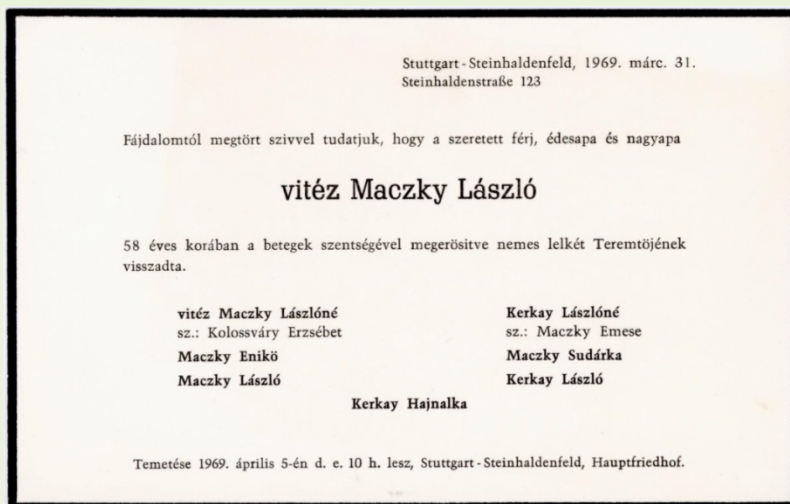 Stuttgart-Steinhaldenfeld, 1969. márc. 31.
Steinhaldenstraße 123
Fájdalomtól megtört szivvel tudatjuk, hogy a szeretett férj, édesapa és nagyapa
vitéz Maczky László
58 éves korában a betegek szentségével megerösitve nemes lelkét Teremtöjének
visszadta.
vitéz Maczky Lászlóné
sz.: Kolossváry Erzsébet
Maczky Enikö
Maczky László
Kerkay Lászlóné
sz.: Maczky Emese
Maczky Sudárka
Kerkay László
Kerkay Hajnalka
Temetése 1969. április 5-én d. e. 10 h. lesz, Stuttgart-Steinhaldenfeld, Hauptfriedhof.